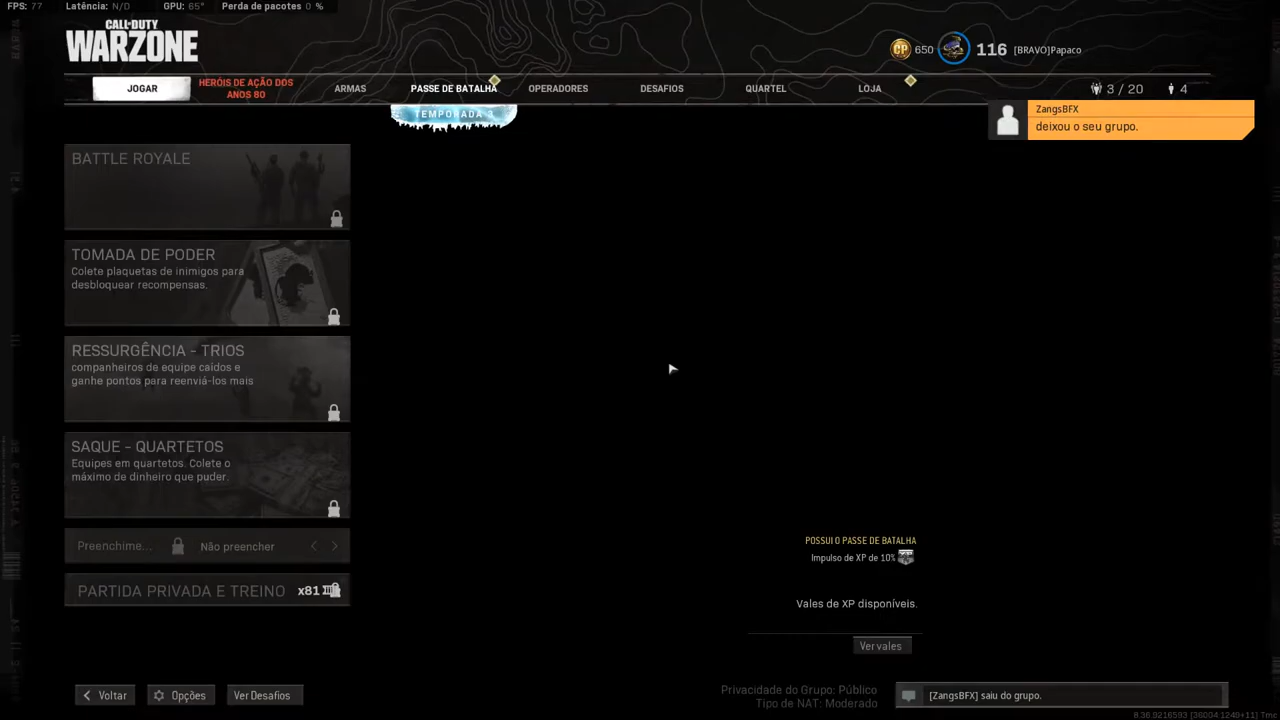 FPS: 77 Latência: N/D GPU: 65° Perda de pacotes 0 %
CALL OF DUTY
WARZONE
650 116 [BRAVO]Papaco
JOGAR
HERÓIS DE AÇÃO DOS
ANOS 80
ARMAS
PASSE DE BATALHA
OPERADORES
DESAFIOS
QUARTEL
LOJA
3 / 20 4
TEMPORADA 3
ZangsBFX
deixou o seu grupo.
BATTLE ROYALE
TOMADA DE PODER
Colete plaquetas de inimigos para
desbloquear recompensas.
RESSURGÊNCIA - TRIOS
companheiros de equipe caídos e
ganhe pontos para reenviá-los mais
SAQUE - QUARTETOS
Equipes em quartetos. Colete o
máximo de dinheiro que puder.
Preenchime... Não preencher
PARTIDA PRIVADA E TREINO x81
POSSUI O PASSE DE BATALHA
Impulso de XP de 10%
Vales de XP disponíveis.
Ver vales
Voltar Opções Ver Desafios
Privacidade do Grupo: Público
Tipo de NAT: Moderado
[ZangsBFX] saiu do grupo.